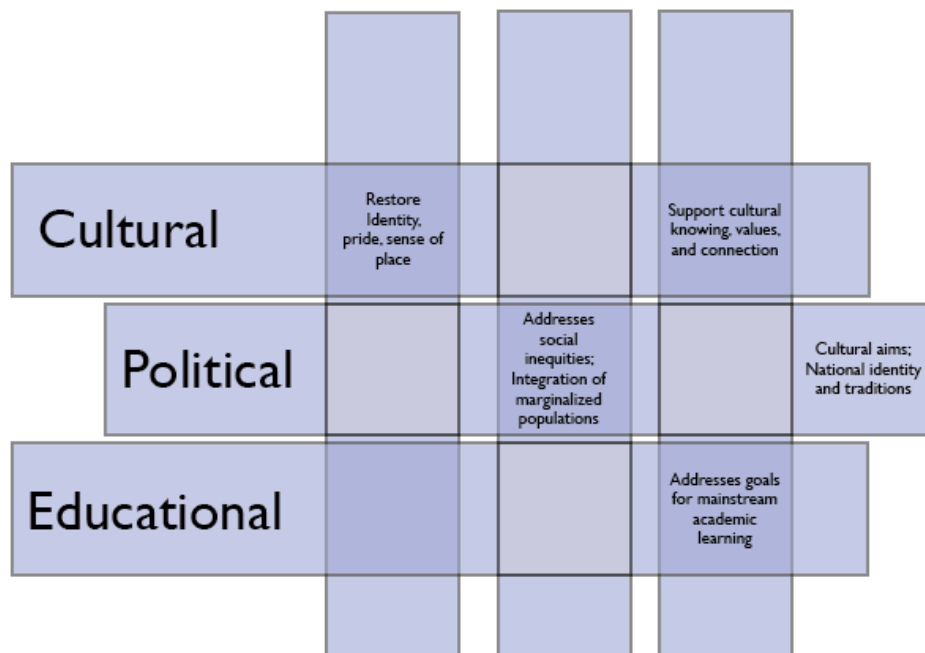 Cultural
Restore
Identity,
pride, sense of
place
Support cultural
knowing, values,
and connection
Political
Addresses
social
inequities;
Integration of
marginalized
populations
Cultural aims;
National identity
and traditions
Educational
Addresses goals
for mainstream
academic
learning